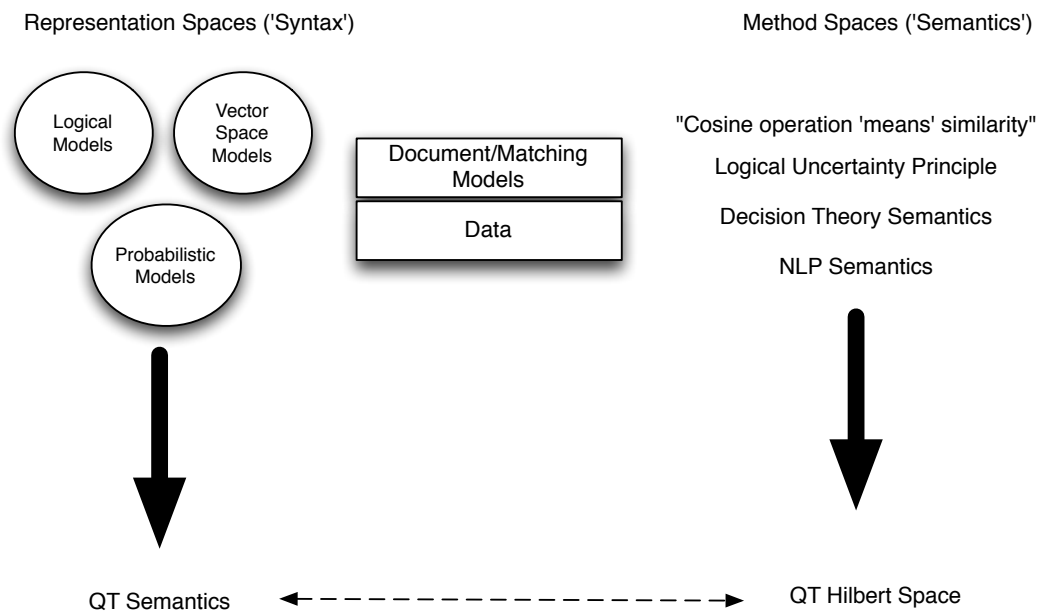 Representation Spaces ('Syntax')
Method Spaces ('Semantics')
Logical
Models
Vector
Space
Models
Probabilistic
Models
Document/Matching
Models
Data
"Cosine operation 'means' similarity"
Logical Uncertainty Principle
Decision Theory Semantics
NLP Semantics
QT Semantics
QT Hilbert Space